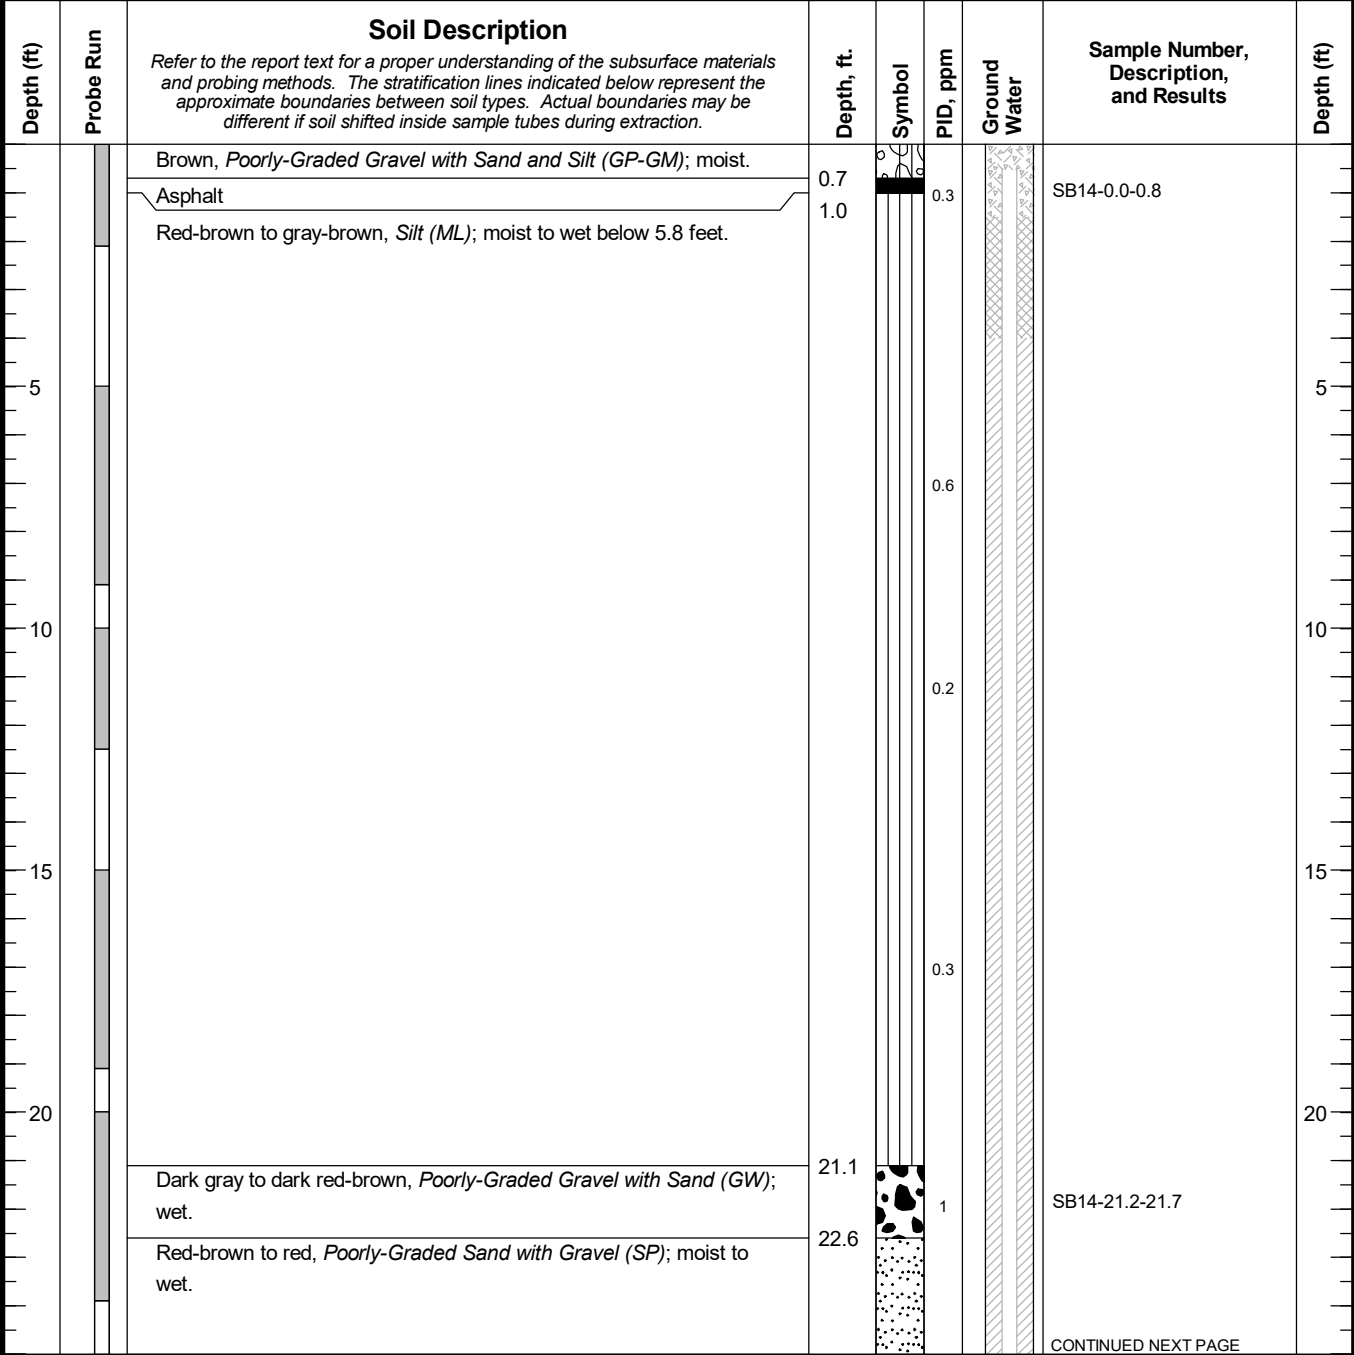 Depth (ft)
Probe Run
Soil Description
Refer to the report text for a proper understanding of the subsurface materials
and probing methods. The stratification lines indicated below represent the
approximate boundaries between soil types. Actual boundaries may be
different if soil shifted inside sample tubes during extraction.
Depth, ft.
Symbol
PID, ppm
Ground
Water
Sample Number,
Description,
and Results
Depth (ft)
Brown, Poorly-Graded Gravel with Sand and Silt (GP-GM); moist.
0.7
Asphalt
0.3
SB14-0.0-0.8
1.0
Red-brown to gray-brown, Silt (ML); moist to wet below 5.8 feet.
5
5
0.6
10
10
0.2
15
15
0.3
20
20
21.1
Dark gray to dark red-brown, Poorly-Graded Gravel with Sand (GW);
wet.
1
SB14-21.2-21.7
22.6
Red-brown to red, Poorly-Graded Sand with Gravel (SP); moist to
wet.
CONTINUED NEXT PAGE